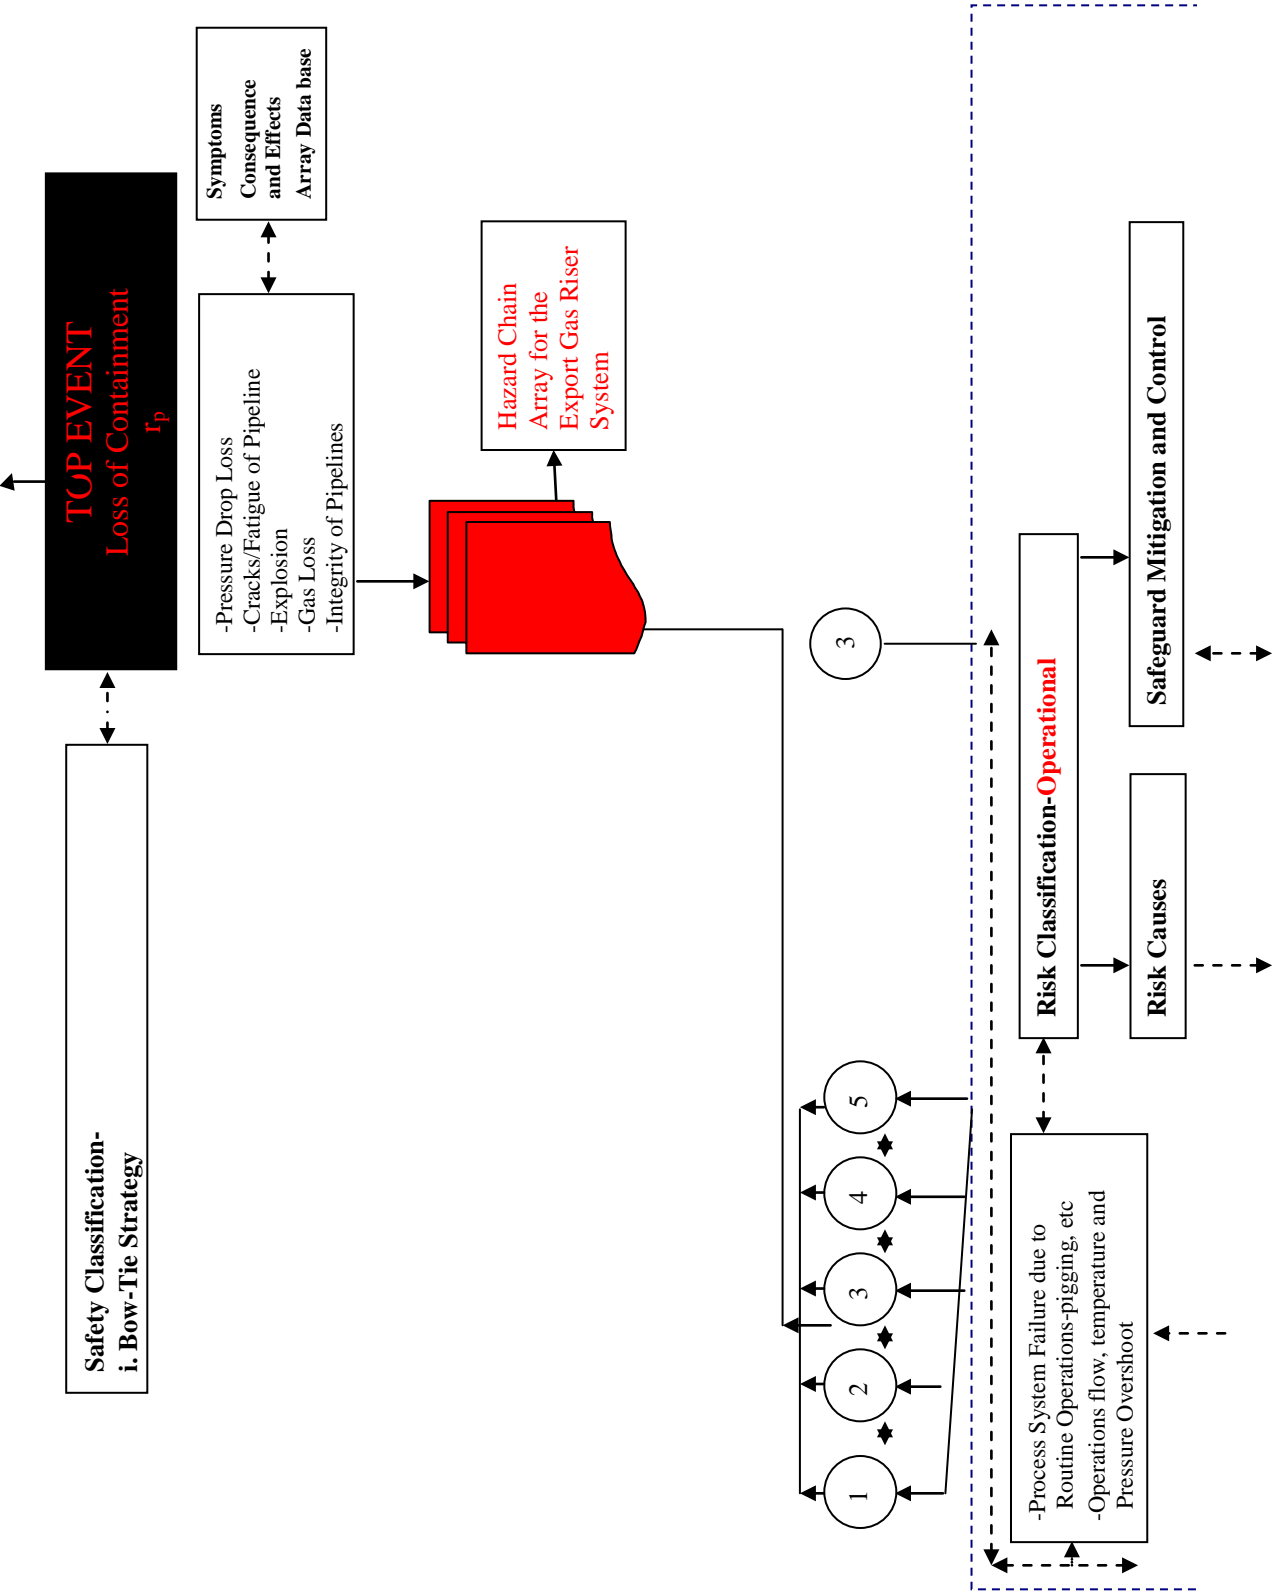 TOP EVENT
Loss of Containment
rp
Safety Classification-
i. Bow-Tie Strategy
Symptoms
Consequence
and Effects
Array Data base
-Pressure Drop Loss
-Cracks/Fatigue of Pipeline
-Explosion
-Gas Loss
-Integrity of Pipelines
Hazard Chain
Array for the
Export Gas Riser
System
3
1
2
3
4
5
Risk Classification-Operational
-Process System Failure due to
Routine Operations-pigging, etc
-Operations flow, temperature and
Pressure Overshoot
Risk Causes
Safeguard Mitigation and Control